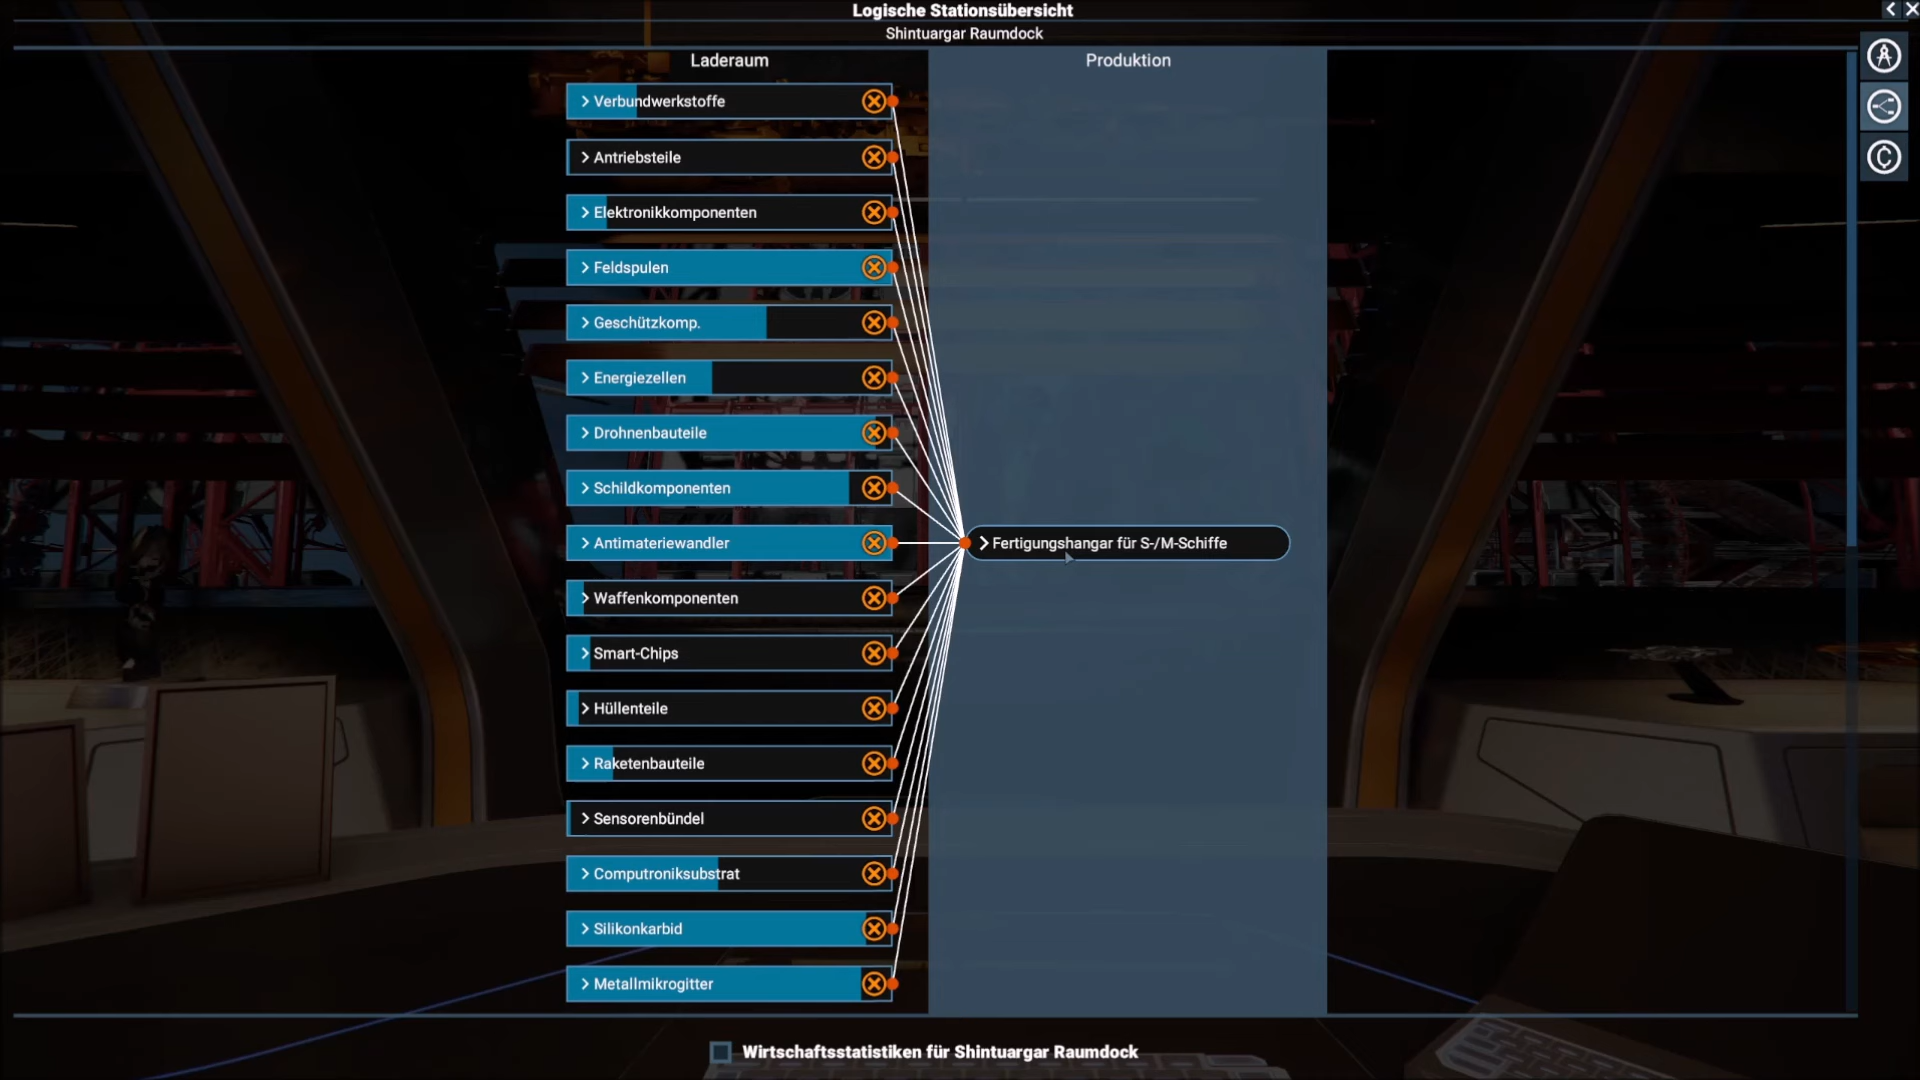 Logische Stationsübersicht
Shintuargar Raumdock
Laderaum
Produktion
Verbundwerkstoffe
Antriebsteile
Elektronikkomponenten
Feldspulen
Geschützkomp.
Energiezellen
Drohnenbauteile
Schildkomponenten
Antimateriewandler
Fertigungshangar für S-/M-Schiffe
Waffenkomponenten
Smart-Chips
Hüllenteile
Raketenbauteile
Sensorenbündel
Computroniksubstrat
Silikonkarbid
Metallmikrogitter
Wirtschaftsstatistiken für Shintuargar Raumdock